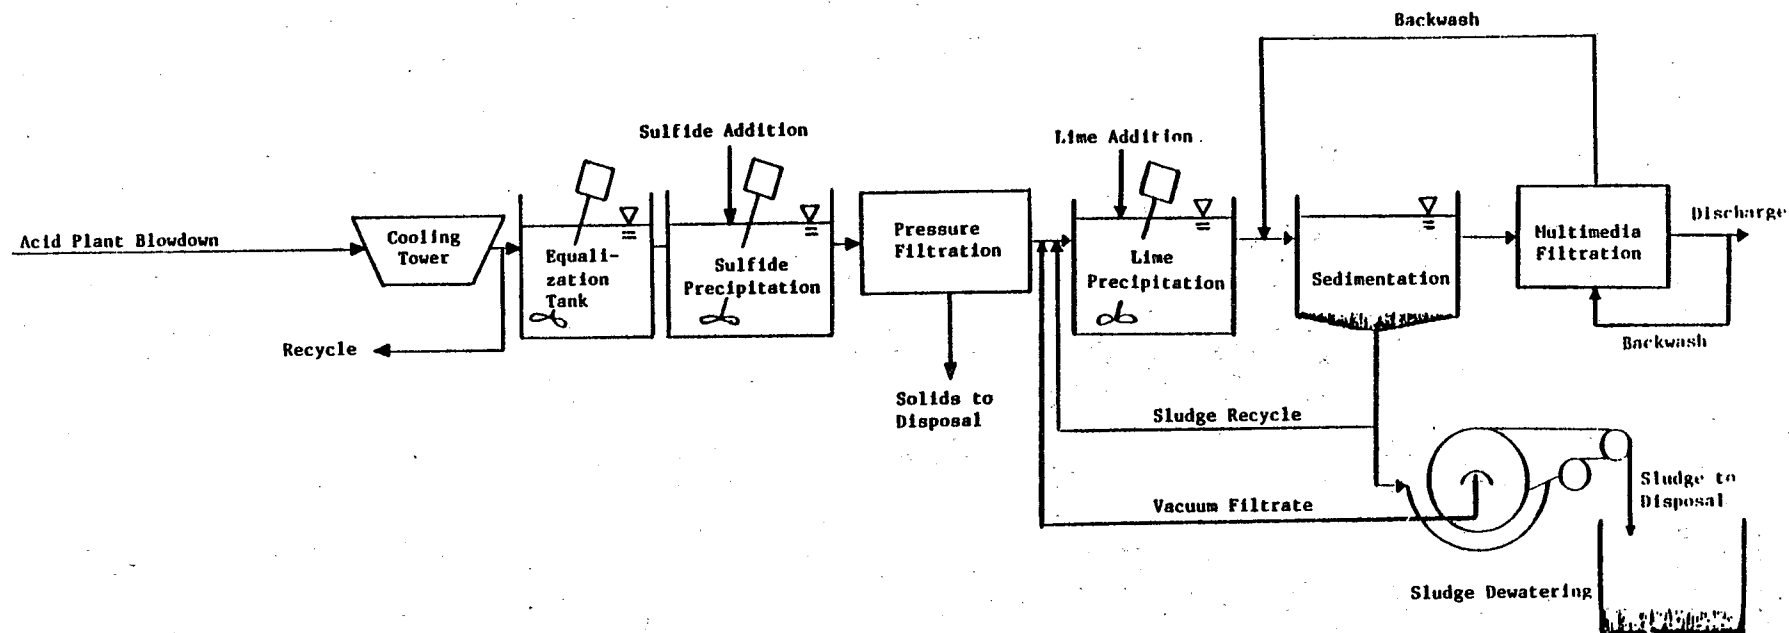 Backwash
Sulfide Addition
Lime Addition
Acid Plant Blowdown
Cooling
Tower
Equali-
zation
Tank
Sulfide
Precipitation
Pressure
Filtration
Lime
Precipitation
Sedimentation
Multimedia
Filtration
Discharge
Recycle
Backwash
Solids to
Disposal
Sludge Recycle
Vacuum Filtrate
Sludge to
Disposal
Sludge Dewatering